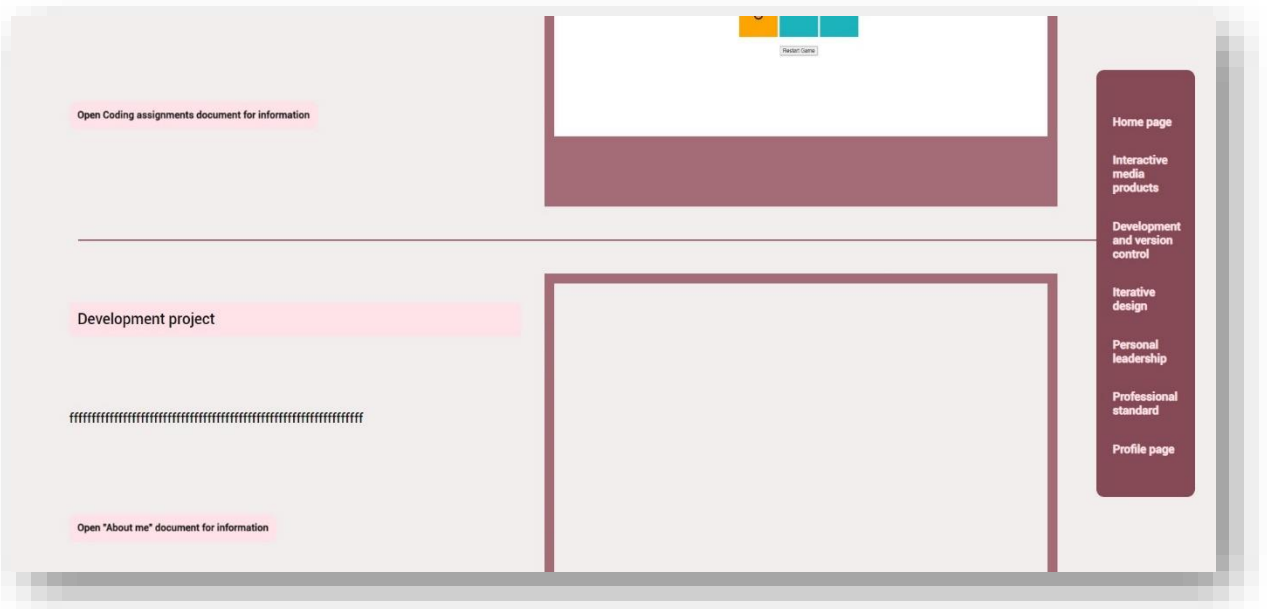 Restart Game
Open Coding assignments document for information
Home page
Interactive
media
products
Development
and version
control
Iterative
design
Personal
leadership
Professional
standard
Profile page
Development project
ffffffffffffffffffffffffffffffffffffffffffffffffffffffffffffffffff
Open "About me" document for information